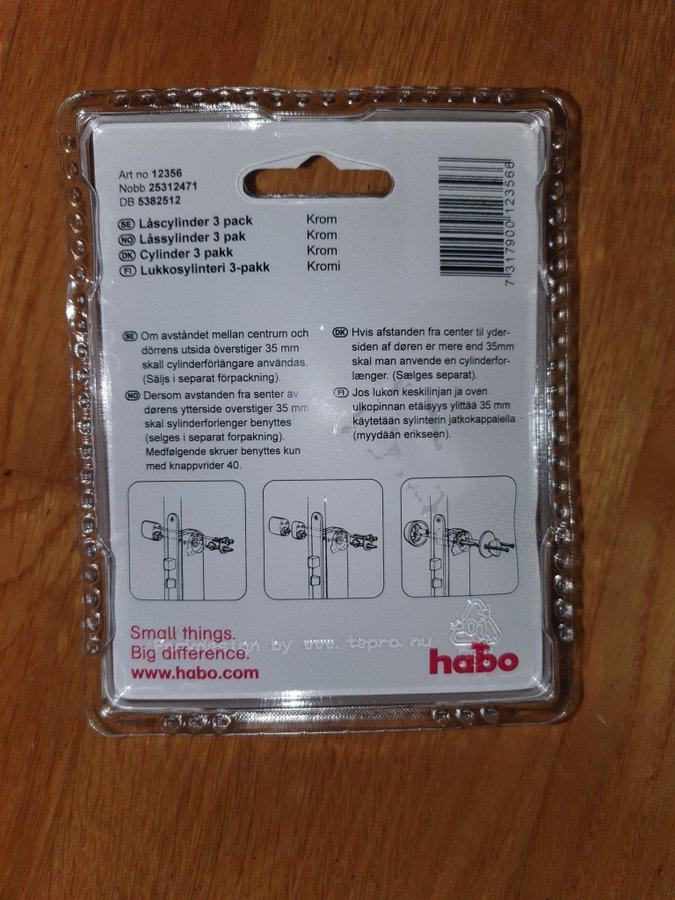 Art no 12356
Nobb 25312471
DB 5382512
SE Låscylinder 3 pack Krom
NO Låssylinder 3 pak Krom
DK Cylinder 3 pakk Krom
FI Lukkosylinteri 3-pakk Kromi
7 317900 123566
SE Om avståndet mellan centrum och
dörrens utsida överstiger 35 mm
skall cylinderförlängare användas.
(Säljs i separat förpackning).
NO Dersom avstanden fra senter av
dørens ytterside overstiger 35 mm
skal sylinderforlenger benyttes
(selges i separat forpakning).
Medfølgende skruer benyttes kun
med knappvrider 40.
DK Hvis afstanden fra center til yder-
siden af døren er mere end 35mm
skal man anvende en cylinderfor-
længer. (Sælges separat).
FI Jos lukon keskilinjan ja oven
ulkopinnan etäisyys ylittää 35 mm
käytetään sylinterin jatkokappalella
(myydään erikseen).
Small things.
Big difference.
www.habo.com
by www.tepro.nu
01
habo